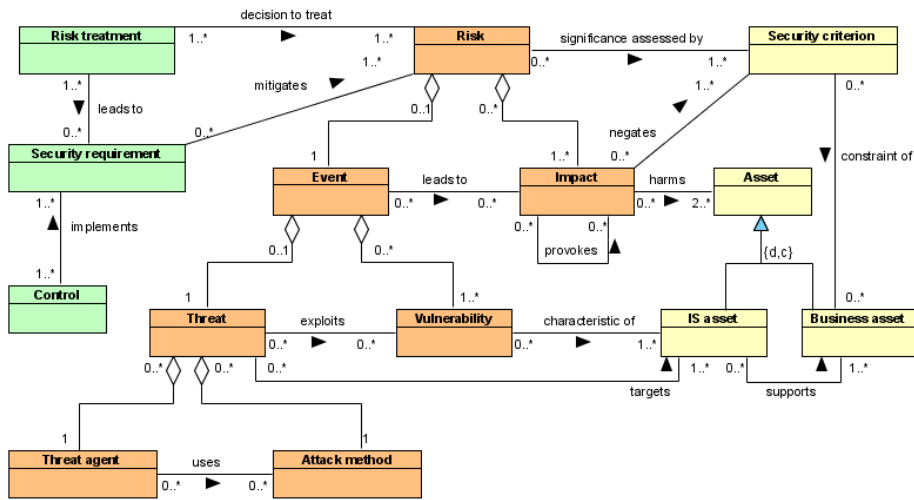 decision to treat
Risk treatment
1..*
1..*
Risk
significance assessed by
0..*
1..*
Security criterion
1..*
leads to
0..*
mitigates
1..*
0..*
0..1
0..*
1..*
negates
0..*
0..*
constraint of
Security requirement
1
1..*
Event
leads to
0..*
0..*
Impact
harms
0..*
2..*
Asset
1..*
implements
1..*
0..1
0..*
0..*
0..*
provokes
{d,c}
Control
1
1..*
0..*
Threat
exploits
0..*
0..*
Vulnerability
characteristic of
0..*
1..*
IS asset
Business asset
0..*
0..*
0..*
targets
1..*
0..*
supports
1..*
1
1
Threat agent
uses
0..*
0..*
Attack method